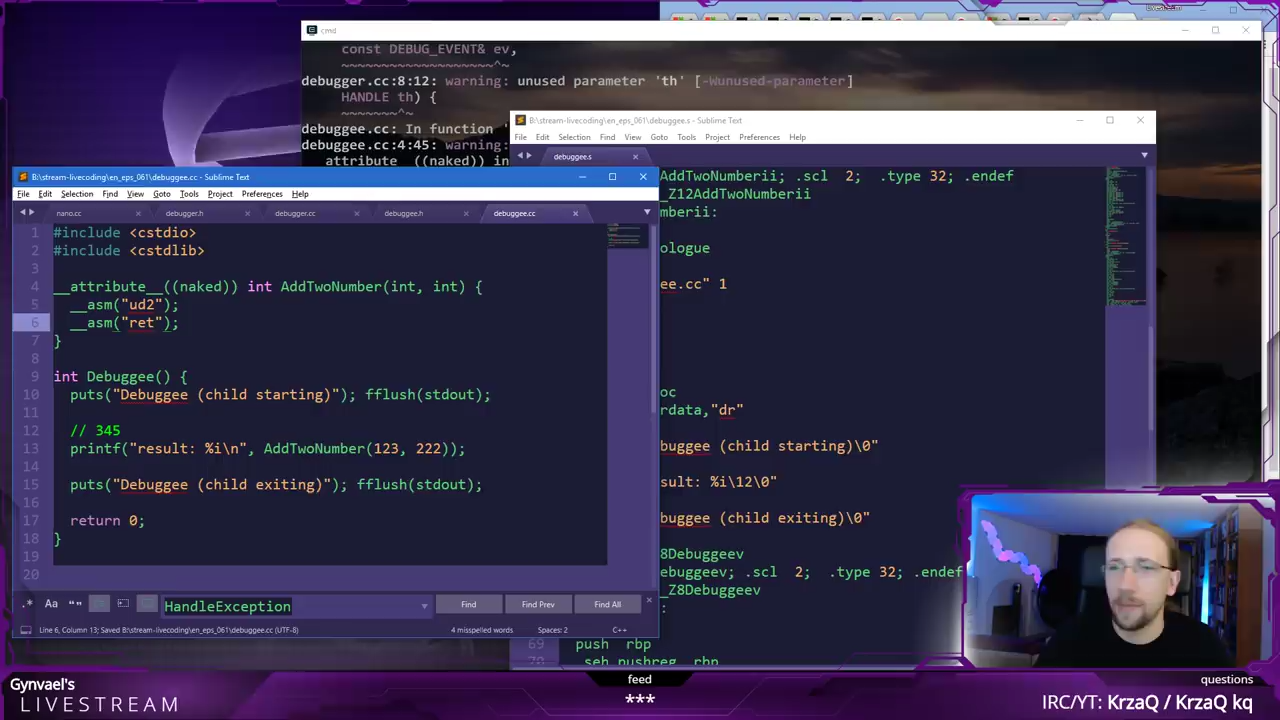 Livestream
cmd
const DEBUG_EVENT& ev,
~~~~~~~~~~~~~~~~~~^~
debugger.cc:8:12: warning: unused parameter 'th' [-Wunused-parameter]
HANDLE th) {
~~~~~~~^~
debuggee.cc: In function '
debuggee.cc:4:45: warning:
attribute ((naked)) in
B:\stream-livecoding\en_eps_061\debuggee.s - Sublime Text
File Edit Selection Find View Goto Tools Project Preferences Help
debuggee.s
AddTwoNumberii; .scl 2; .type 32; .endef
_Z12AddTwoNumberii
mberii:
ologue
ee.cc" 1
oc
rdata,"dr"
buggee (child starting)\0"
sult: %i\12\0"
buggee (child exiting)\0"
8Debuggeev
ebuggeev; .scl 2; .type 32; .endef
_Z8Debuggeev
:
69 push rbp
70 seh pushreg rbp
B:\stream-livecoding\en_eps_061\debuggee.cc - Sublime Text
File Edit Selection Find View Goto Tools Project Preferences Help
nano.cc debugger.h debugger.cc debuggee.h debuggee.cc
1 #include <cstdio>
2 #include <cstdlib>
3
4 __attribute__((naked)) int AddTwoNumber(int, int) {
5 __asm("ud2");
6 __asm("ret");
7 }
8
9 int Debuggee() {
10 puts("Debuggee (child starting)"); fflush(stdout);
11
12 // 345
13 printf("result: %i\n", AddTwoNumber(123, 222));
14
15 puts("Debuggee (child exiting)"); fflush(stdout);
16
17 return 0;
18 }
19
20
.* Aa “” HandleException Find Find Prev Find All
Line 6, Column 13; Saved B:\stream-livecoding\en_eps_061\debuggee.cc (UTF-8) 4 misspelled words Spaces: 2 C++
Gynvael's
LIVESTREAM
feed
***
questions
IRC/YT: KrzaQ / KrzaQ kq